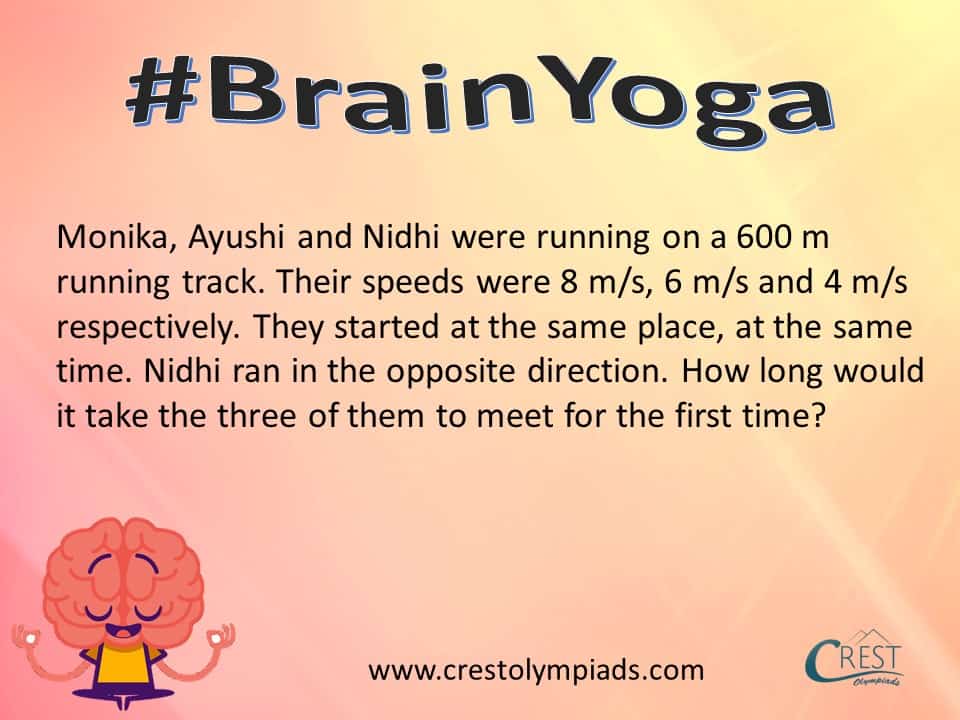 #BrainYoga
Monika, Ayushi and Nidhi were running on a 600 m
running track. Their speeds were 8 m/s, 6 m/s and 4 m/s
respectively. They started at the same place, at the same
time. Nidhi ran in the opposite direction. How long would
it take the three of them to meet for the first time?
www.crestolympiads.com
CREST
Olympiads